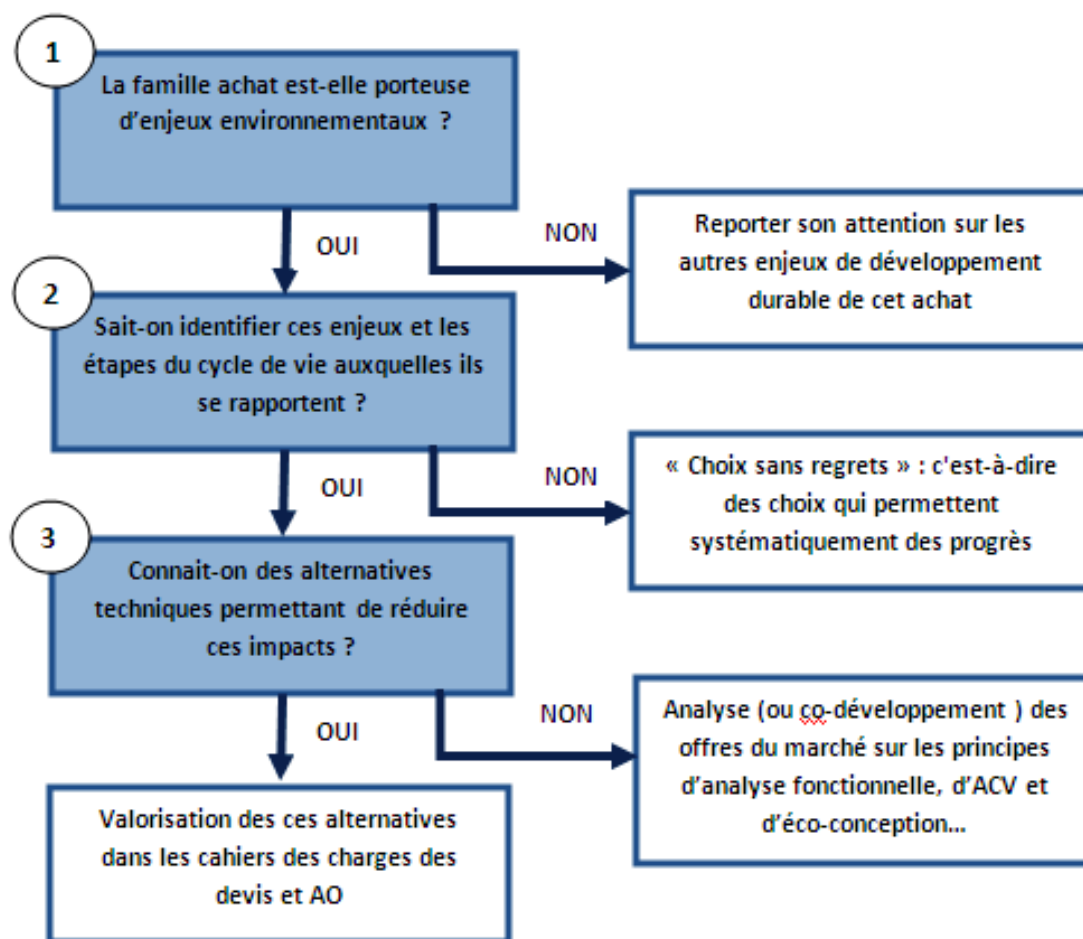 1
La famille achat est-elle porteuse
d'enjeux environnementaux ?
OUI
NON
Reporter son attention sur les
autres enjeux de développement
durable de cet achat
2
Sait-on identifier ces enjeux et les
étapes du cycle de vie auxquelles ils
se rapportent ?
OUI
NON
« Choix sans regrets » : c'est-à-dire
des choix qui permettent
systématiquement des progrès
3
Connait-on des alternatives
techniques permettant de réduire
ces impacts ?
OUI
NON
Analyse (ou co-développement ) des
offres du marché sur les principes
d'analyse fonctionnelle, d'ACV et
d'éco-conception...
Valorisation des ces alternatives
dans les cahiers des charges des
devis et AO